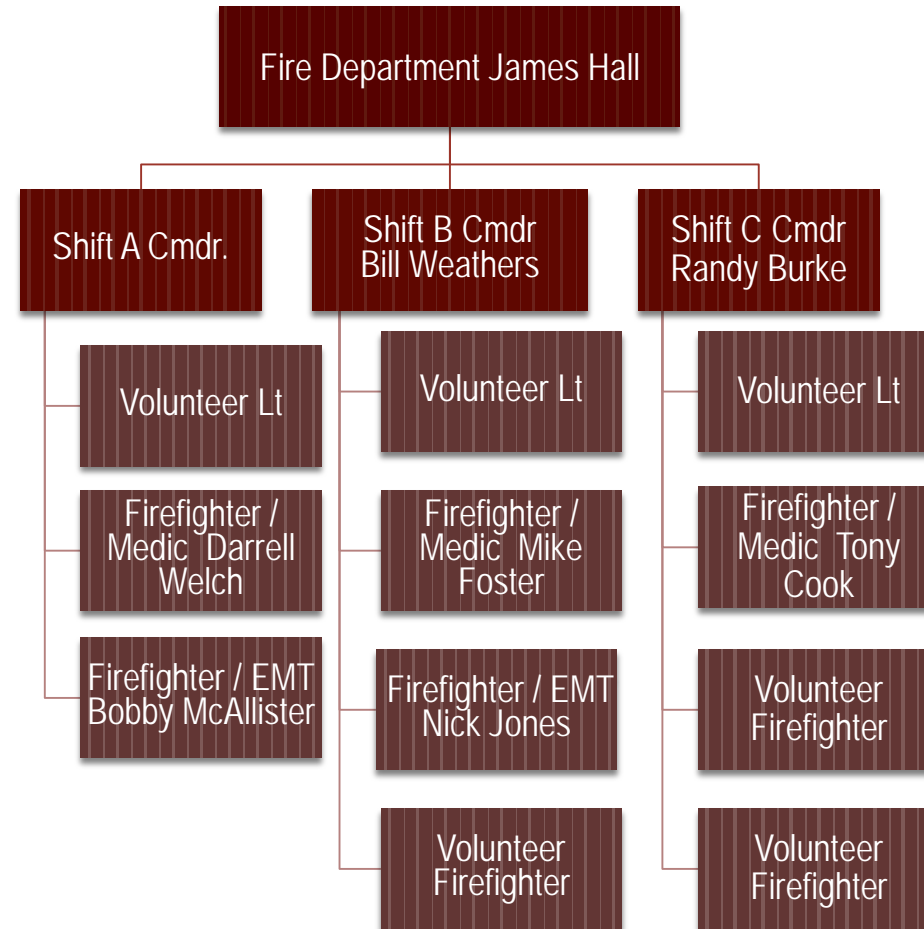 Fire Department James Hall
Shift A Cmdr.
Shift B Cmdr
Bill Weathers
Shift C Cmdr
Randy Burke
Volunteer Lt
Firefighter /
Medic Darrell
Welch
Firefighter / EMT
Bobby McAllister
Volunteer Lt
Firefighter /
Medic Mike
Foster
Firefighter / EMT
Nick Jones
Volunteer
Firefighter
Volunteer Lt
Firefighter /
Medic Tony
Cook
Volunteer
Firefighter
Volunteer
Firefighter